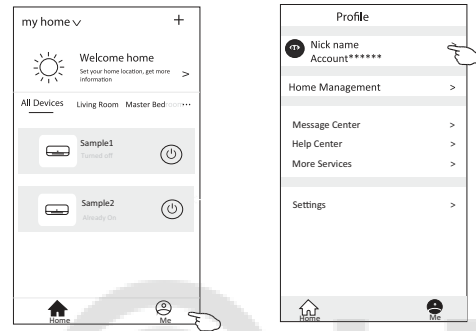 my home
+
Welcome home
Set your home location, get more
information
>
All Devices
Living Room
Master Bedroom
Sample1
Turned off
Sample2
Already On
Home
Me
Profile
Nick name
Account******
Home Management >
Message Center >
Help Center >
More Services >
Settings >
Home
Me